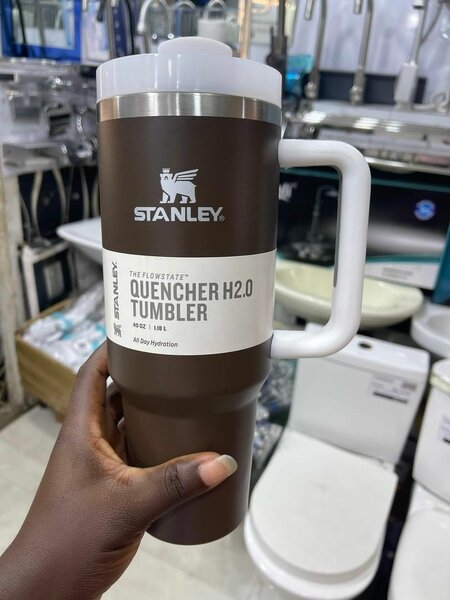 STANLEY
STANLEY
THE FLOWSTATE™
QUENCHER H2.0
TUMBLER
40 OZ | 1.18 L
All Day Hydration